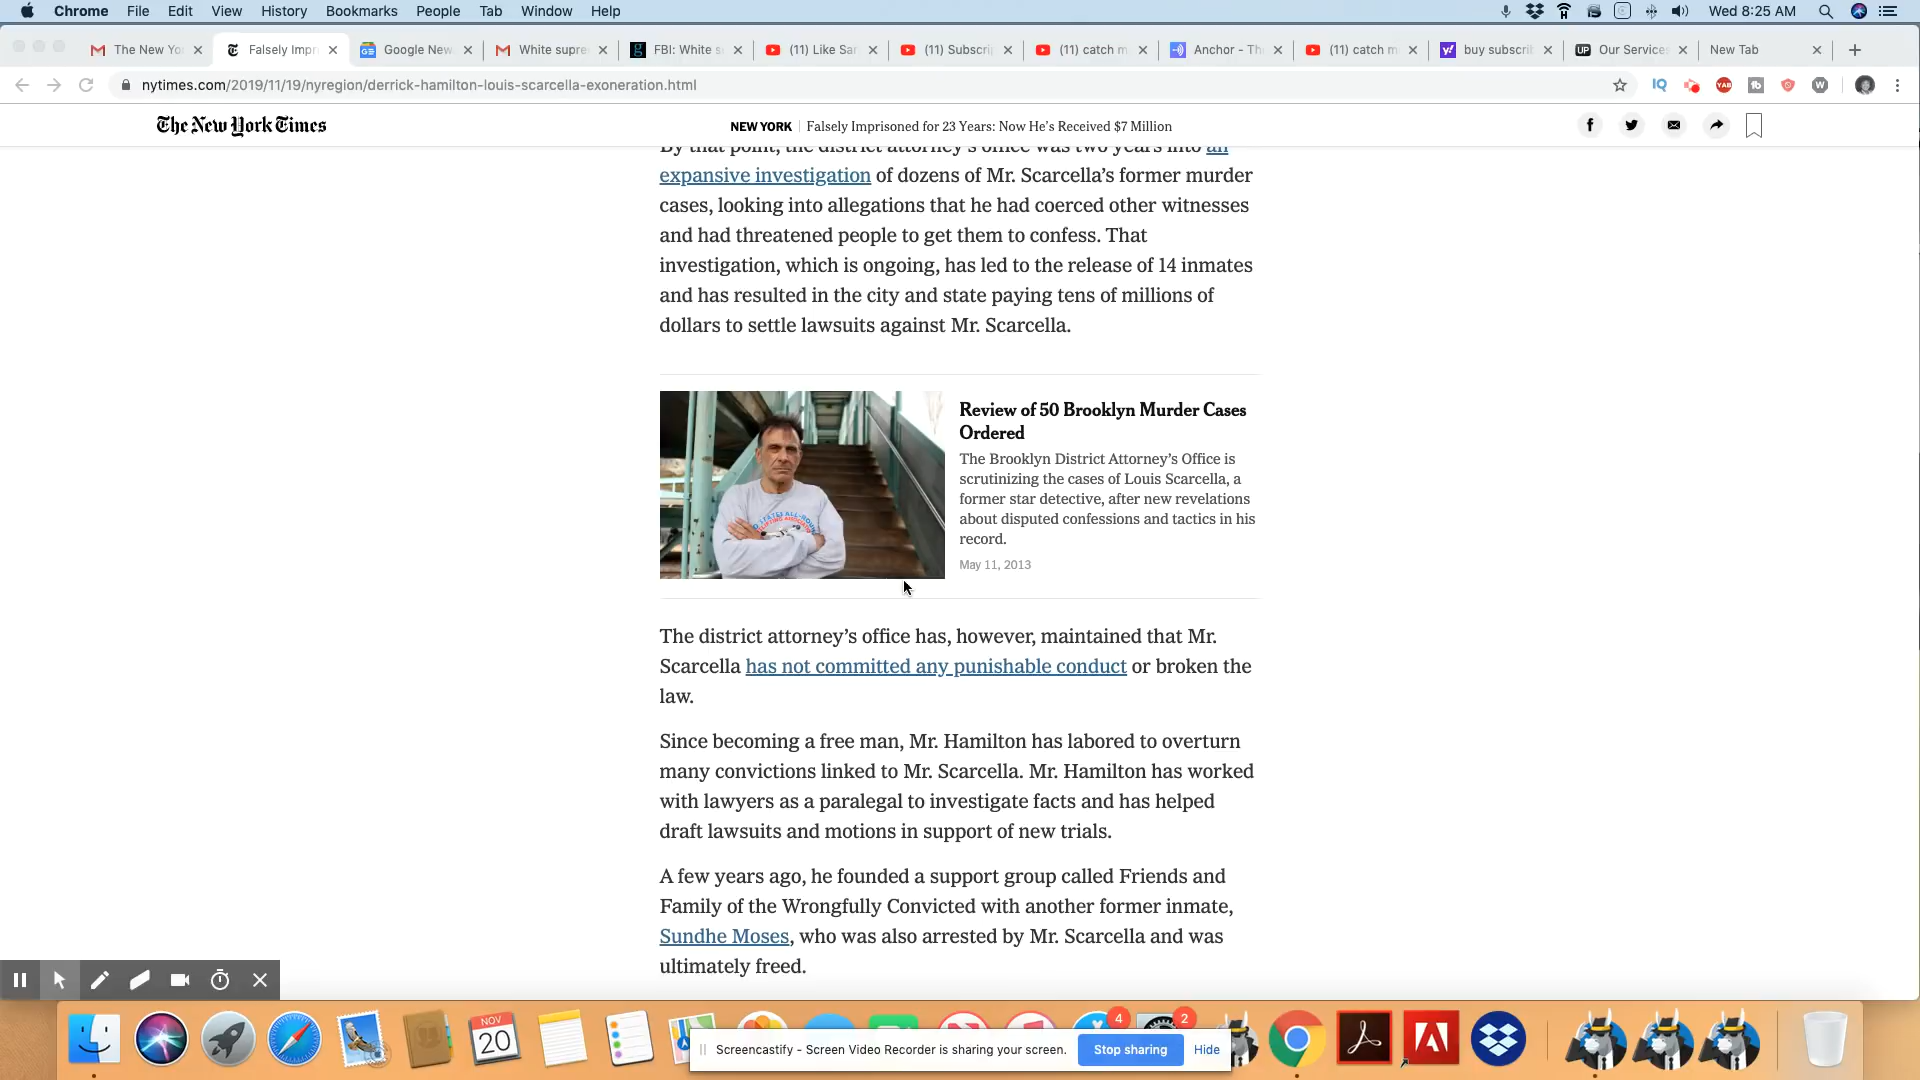 Chrome File Edit View History Bookmarks People Tab Window Help Wed 8:25 AM
The New Yo Falsely Impri Google New White supre FBI: White s (11) Like Sa (11) Subscri (11) catch m Anchor - Th (11) catch m buy subscri Our Service New Tab
nytimes.com/2019/11/19/nyregion/derrick-hamilton-louis-scarcella-exoneration.html
The New York Times NEW YORK Falsely Imprisoned for 23 Years: Now He’s Received $7 Million
By that point, the district attorney’s office was two years into an
expansive investigation of dozens of Mr. Scarcella’s former murder
cases, looking into allegations that he had coerced other witnesses
and had threatened people to get them to confess. That
investigation, which is ongoing, has led to the release of 14 inmates
and has resulted in the city and state paying tens of millions of
dollars to settle lawsuits against Mr. Scarcella.
Review of 50 Brooklyn Murder Cases
Ordered
The Brooklyn District Attorney’s Office is
scrutinizing the cases of Louis Scarcella, a
former star detective, after new revelations
about disputed confessions and tactics in his
record.
May 11, 2013
The district attorney’s office has, however, maintained that Mr.
Scarcella has not committed any punishable conduct or broken the
law.
Since becoming a free man, Mr. Hamilton has labored to overturn
many convictions linked to Mr. Scarcella. Mr. Hamilton has worked
with lawyers as a paralegal to investigate facts and has helped
draft lawsuits and motions in support of new trials.
A few years ago, he founded a support group called Friends and
Family of the Wrongfully Convicted with another former inmate,
Sundhe Moses, who was also arrested by Mr. Scarcella and was
ultimately freed.
NOV
20
4
2
Screencastify - Screen Video Recorder is sharing your screen. Stop sharing Hide